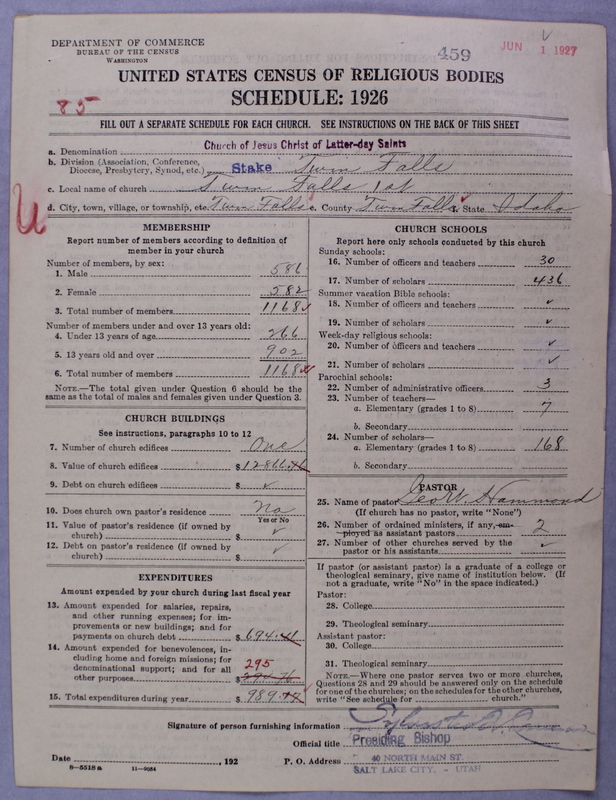 DEPARTMENT OF COMMERCE
BUREAU OF THE CENSUS
WASHINGTON
459
JUN 1 1927
UNITED STATES CENSUS OF RELIGIOUS BODIES
SCHEDULE: 1926
85
FILL OUT A SEPARATE SCHEDULE FOR EACH CHURCH. SEE INSTRUCTIONS ON THE BACK OF THIS SHEET
a. Denomination Church of Jesus Christ of Latter-day Saints
b. Division (Association, Conference, Diocese, Presbytery, Synod, etc.) Stake Twin Falls
c. Local name of church Twin Falls 1st
d. City, town, village, or township, etc. Twin Falls e. County Twin Falls f. State Idaho
U
MEMBERSHIP
Report number of members according to definition of
member in your church
Number of members, by sex:
1. Male 586
2. Female 582
3. Total number of members 1168
Number of members under and over 13 years old:
4. Under 13 years of age 266
5. 13 years old and over 902
6. Total number of members 1168
NOTE.—The total given under Question 6 should be the
same as the total of males and females given under Question 3.
CHURCH BUILDINGS
See instructions, paragraphs 10 to 12
7. Number of church edifices One
8. Value of church edifices $12866.46
9. Debt on church edifices $ ✓
10. Does church own pastor's residence No
Yes or No
11. Value of pastor's residence (if owned by
church) $ ✓
12. Debt on pastor's residence (if owned by
church) $ ✓
EXPENDITURES
Amount expended by your church during last fiscal year
13. Amount expended for salaries, repairs,
and other running expenses; for im-
provements or new buildings; and for
payments on church debt $694.41
14. Amount expended for benevolences, in-
cluding home and foreign missions; for
denominational support; and for all
other purposes 295
$294.76
15. Total expenditures during year $989.17
CHURCH SCHOOLS
Report here only schools conducted by this church
Sunday schools:
16. Number of officers and teachers 30
17. Number of scholars 436
Summer vacation Bible schools:
18. Number of officers and teachers ✓
19. Number of scholars ✓
Week-day religious schools:
20. Number of officers and teachers ✓
21. Number of scholars ✓
Parochial schools:
22. Number of administrative officers 3
23. Number of teachers—
a. Elementary (grades 1 to 8) 7
b. Secondary
24. Number of scholars—
a. Elementary (grades 1 to 8) 168
b. Secondary
PASTOR
25. Name of pastor Geo W. Hammond
(If church has no pastor, write "None")
26. Number of ordained ministers, if any, em-
ployed as assistant pastors 2
27. Number of other churches served by the
pastor or his assistants ✓
If pastor (or assistant pastor) is a graduate of a college or
theological seminary, give name of institution below. (If
not a graduate, write "No" in the space indicated.)
Pastor:
28. College
29. Theological seminary
Assistant pastor:
30. College
31. Theological seminary
NOTE.—Where one pastor serves two or more churches,
Questions 28 and 29 should be answered only on the schedule
for one of the churches; on the schedules for the other churches,
write "See schedule for church."
Signature of person furnishing information
Official title Presiding Bishop
Date , 192 P. O. Address 40 NORTH MAIN ST.
SALT LAKE CITY, - UTAH
8—5518 a 11—9054